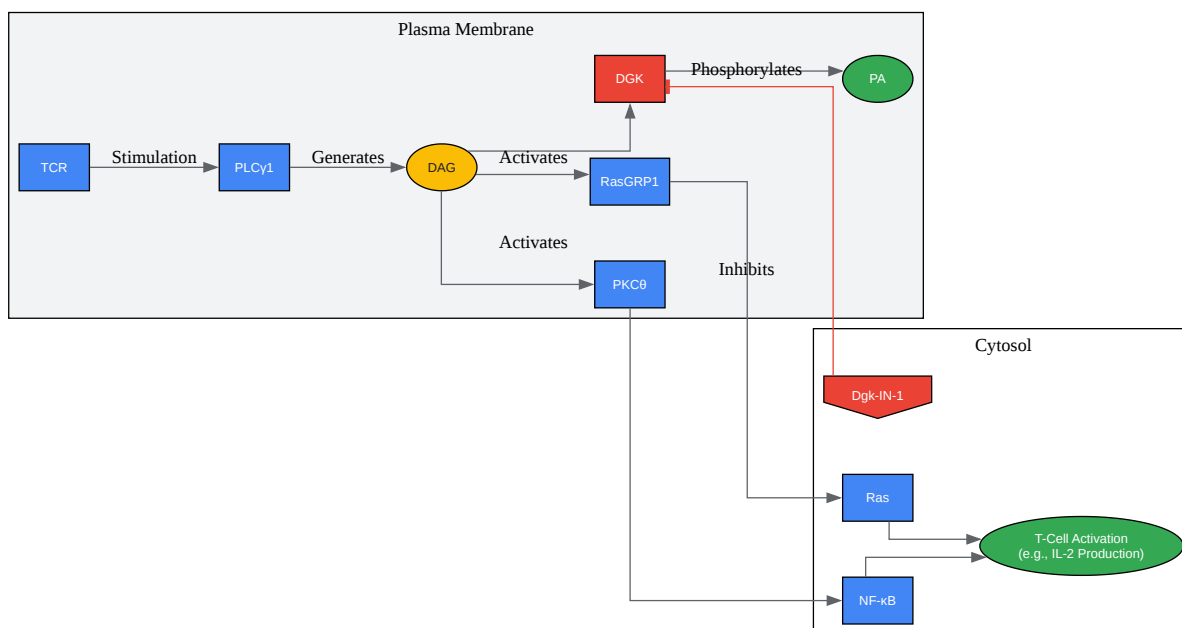 Plasma Membrane
DGK
Phosphorylates
PA
TCR
Stimulation
PLCγ1
Generates
DAG
Activates
RasGRP1
Activates
PKCθ
Inhibits
Cytosol
Dgk-IN-1
Ras
T-Cell Activation
(e.g., IL-2 Production)
NF-κB